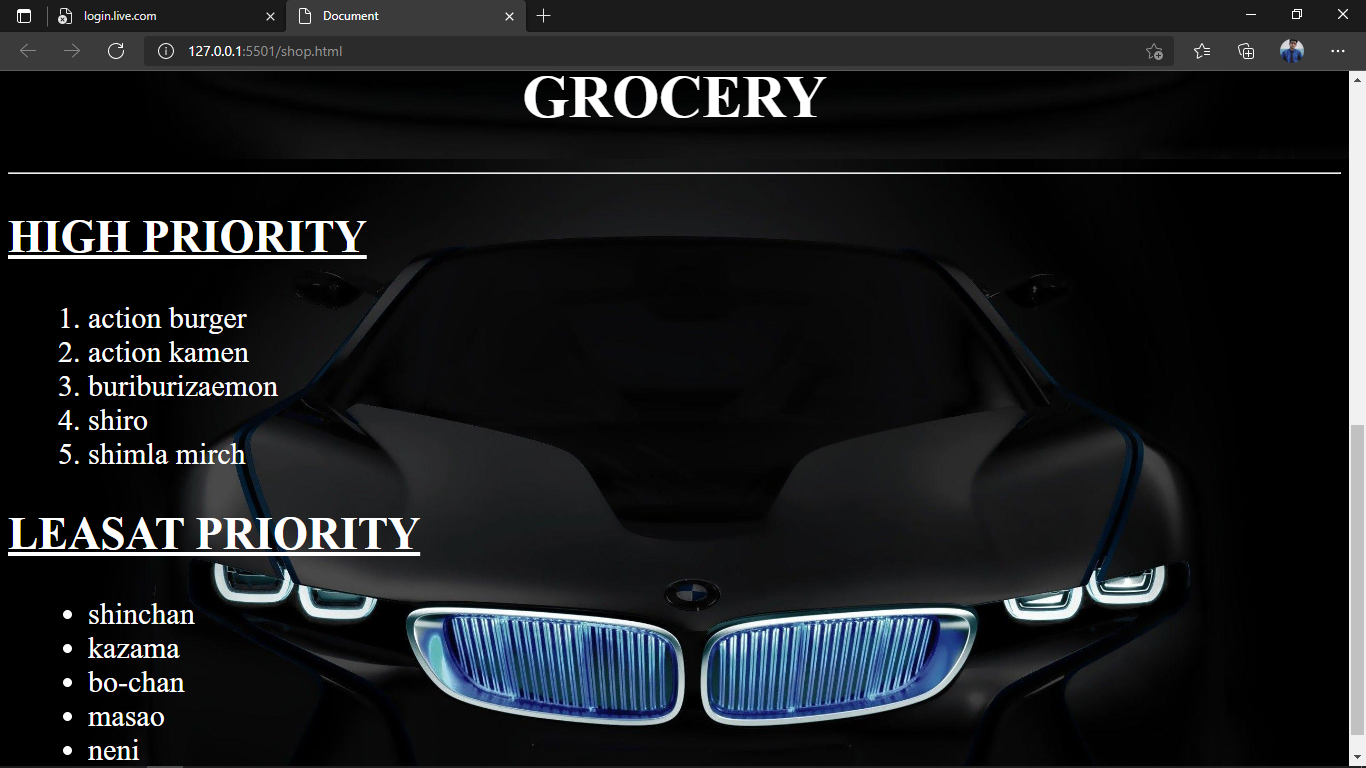 login.live.com
Document
127.0.0.1:5501/shop.html
GROCERY
HIGH PRIORITY
1. action burger
2. action kamen
3. buriburizaemon
4. shiro
5. shimla mirch
LEASAT PRIORITY
• shinchan
• kazama
• bo-chan
• masao
• neni